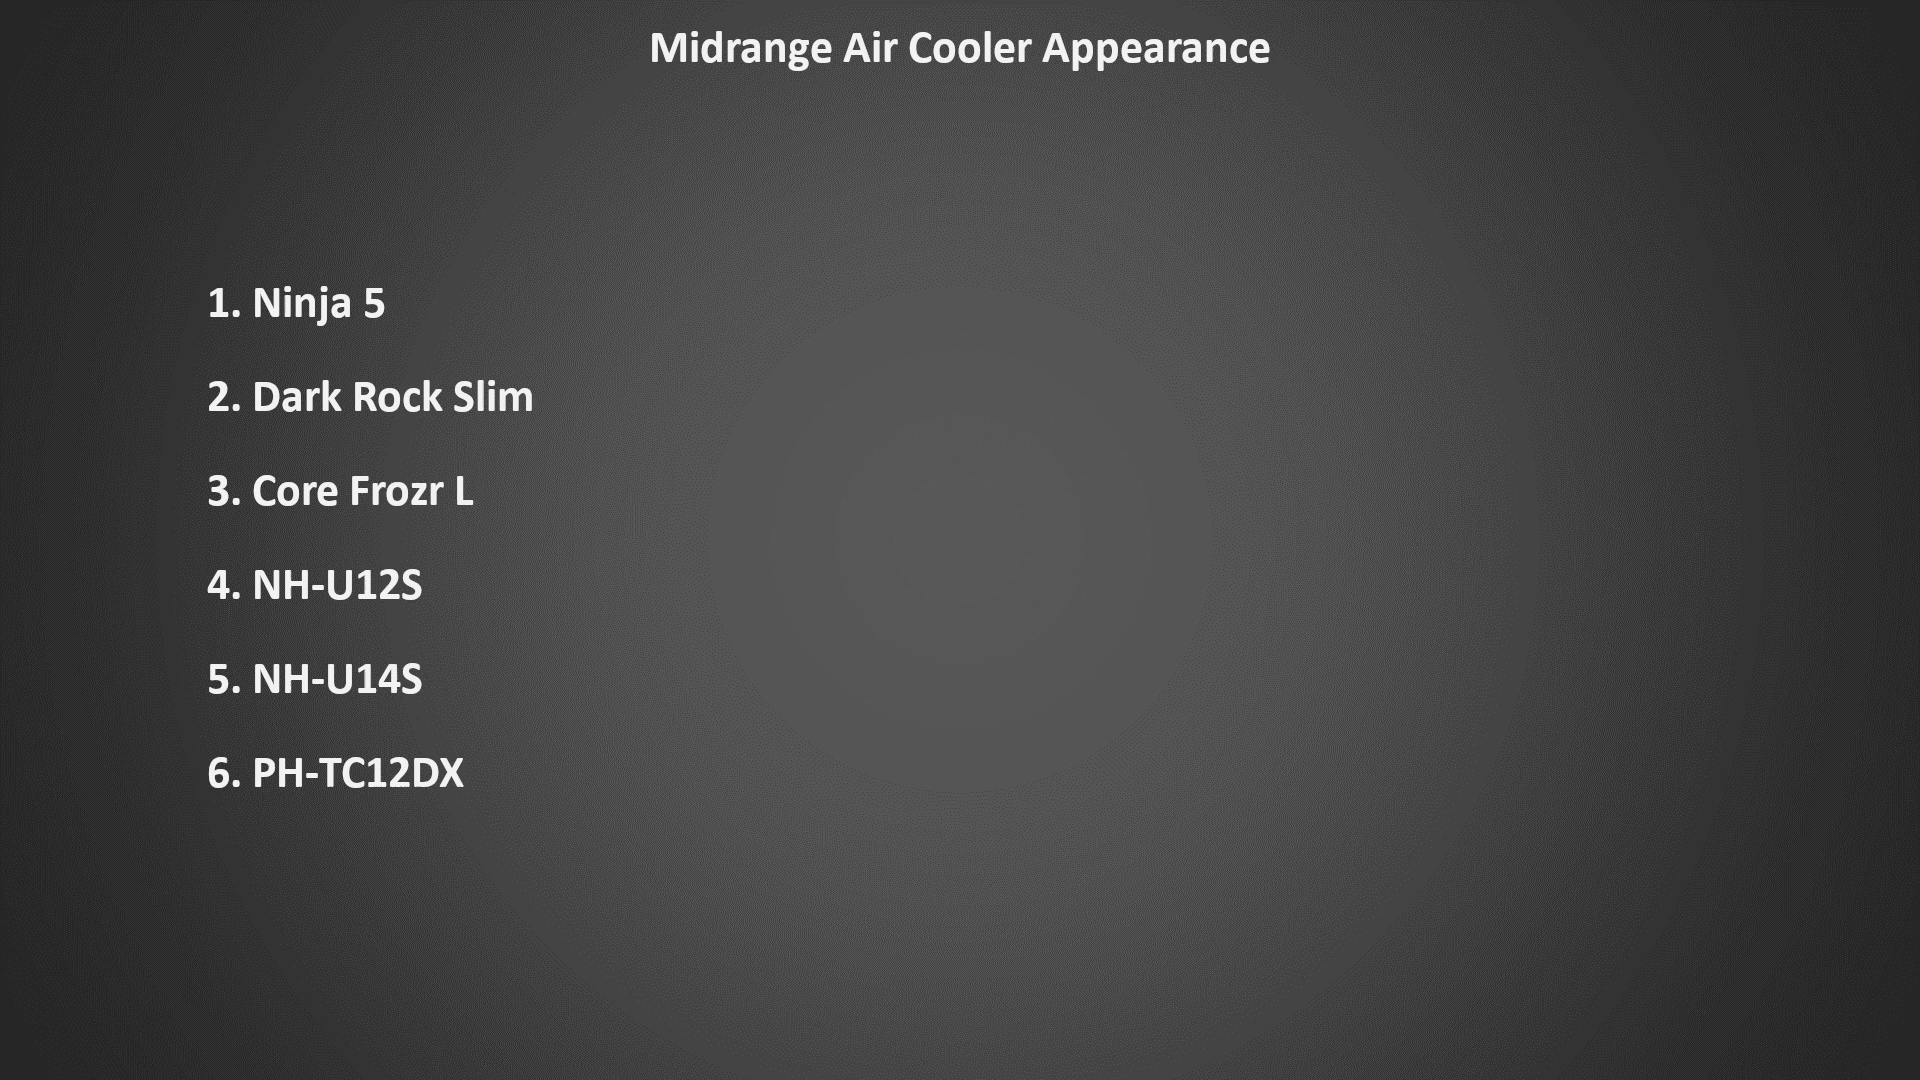 Midrange Air Cooler Appearance
1. Ninja 5
2. Dark Rock Slim
3. Core Frozr L
4. NH-U12S
5. NH-U14S
6. PH-TC12DX